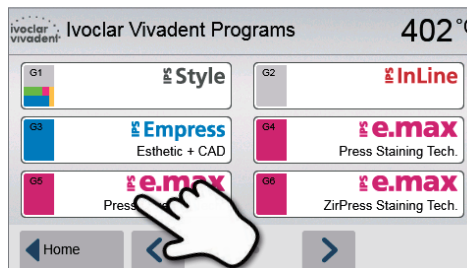 ivoclar vivadent Ivoclar Vivadent Programs 402°
G1 IPS Style
G2 IPS InLine
G3 IPS Empress
Esthetic + CAD
G4 IPS e.max
Press Staining Tech.
G5 IPS e.max
Press
G6 IPS e.max
ZirPress Staining Tech.
Home